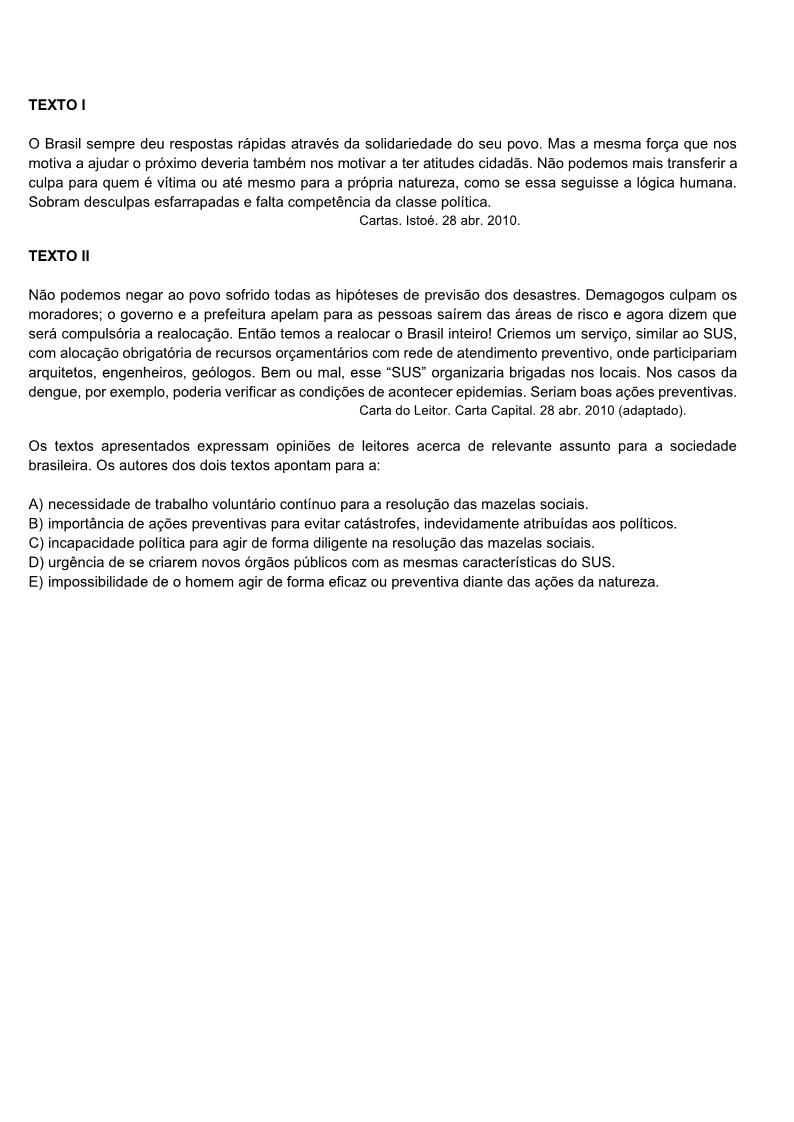 TEXTO I
O Brasil sempre deu respostas rápidas através da solidariedade do seu povo. Mas a mesma força que nos
motiva a ajudar o próximo deveria também nos motivar a ter atitudes cidadãs. Não podemos mais transferir a
culpa para quem é vítima ou até mesmo para a própria natureza, como se essa seguisse a lógica humana.
Sobram desculpas esfarrapadas e falta competência da classe política.
Cartas. Istoé. 28 abr. 2010.
TEXTO II
Não podemos negar ao povo sofrido todas as hipóteses de previsão dos desastres. Demagogos culpam os
moradores; o governo e a prefeitura apelam para as pessoas saírem das áreas de risco e agora dizem que
será compulsória a realocação. Então temos a realocar o Brasil inteiro! Criemos um serviço, similar ao SUS,
com alocação obrigatória de recursos orçamentários com rede de atendimento preventivo, onde participariam
arquitetos, engenheiros, geólogos. Bem ou mal, esse “SUS” organizaria brigadas nos locais. Nos casos da
dengue, por exemplo, poderia verificar as condições de acontecer epidemias. Seriam boas ações preventivas.
Carta do Leitor. Carta Capital. 28 abr. 2010 (adaptado).
Os textos apresentados expressam opiniões de leitores acerca de relevante assunto para a sociedade
brasileira. Os autores dos dois textos apontam para a:
A) necessidade de trabalho voluntário contínuo para a resolução das mazelas sociais.
B) importância de ações preventivas para evitar catástrofes, indevidamente atribuídas aos políticos.
C) incapacidade política para agir de forma diligente na resolução das mazelas sociais.
D) urgência de se criarem novos órgãos públicos com as mesmas características do SUS.
E) impossibilidade de o homem agir de forma eficaz ou preventiva diante das ações da natureza.